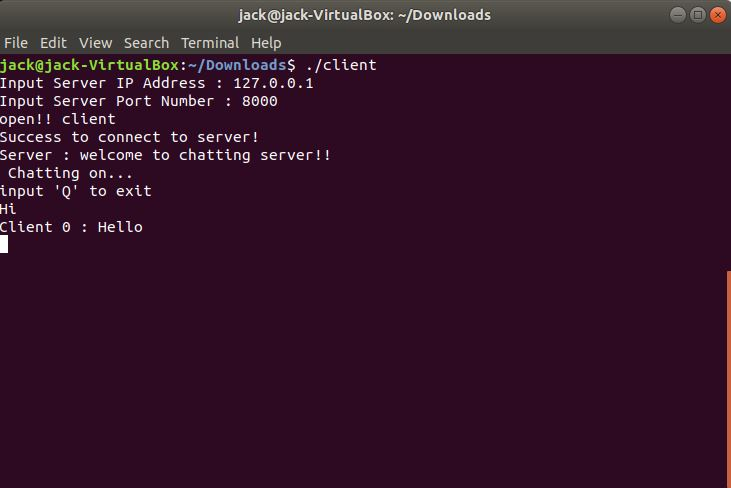 jack@jack-VirtualBox: ~/Downloads
File Edit View Search Terminal Help
jack@jack-VirtualBox:~/Downloads$ ./client
Input Server IP Address : 127.0.0.1
Input Server Port Number : 8000
open!! client
Success to connect to server!
Server : welcome to chatting server!!
 Chatting on...
input 'Q' to exit
Hi
Client 0 : Hello